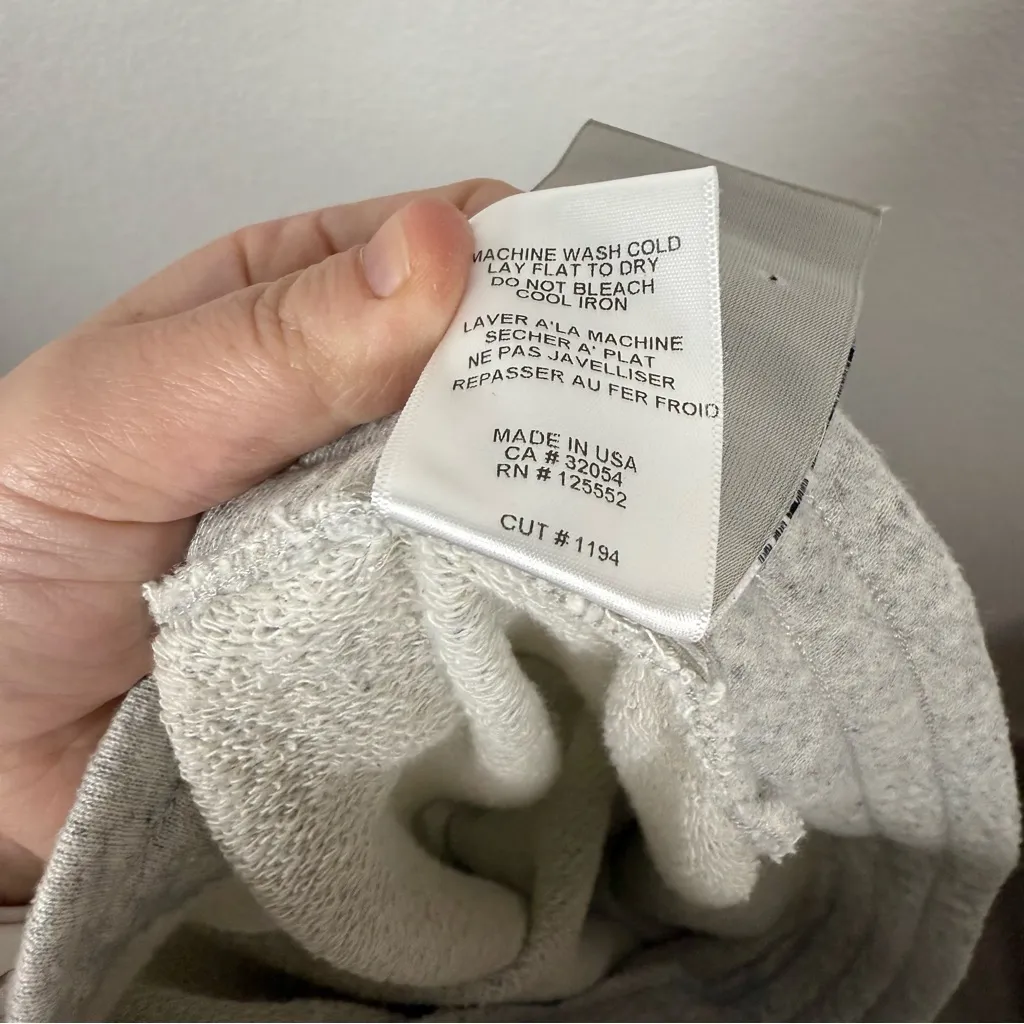 MACHINE WASH COLD
LAY FLAT TO DRY
DO NOT BLEACH
COOL IRON
LAVER A'LA MACHINE
SECHER A' PLAT
NE PAS JAVELLISER
REPASSER AU FER FROID
MADE IN USA
CA # 32054
RN # 125552
CUT # 1194